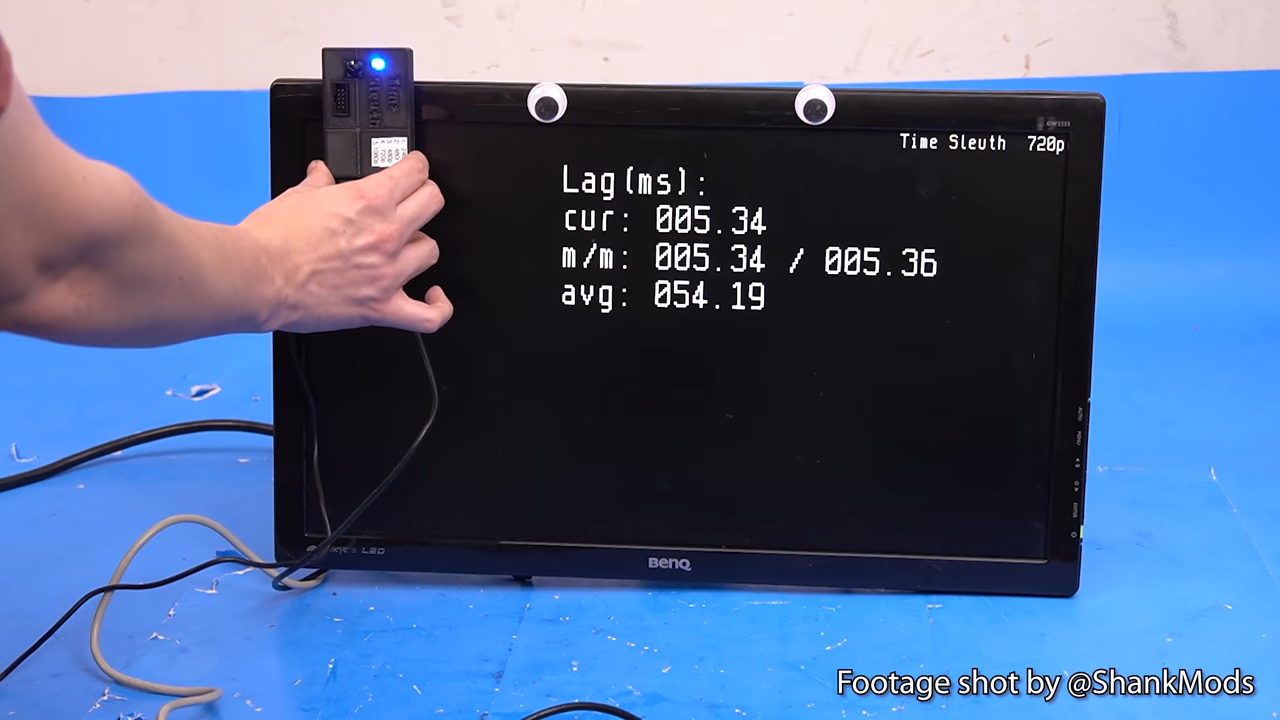 Time Sleuth 720p
Lag(ms):
cur: 005.34
m/m: 005.34 / 005.36
avg: 054.19
BenQ
LED
Footage shot by @ShankMods